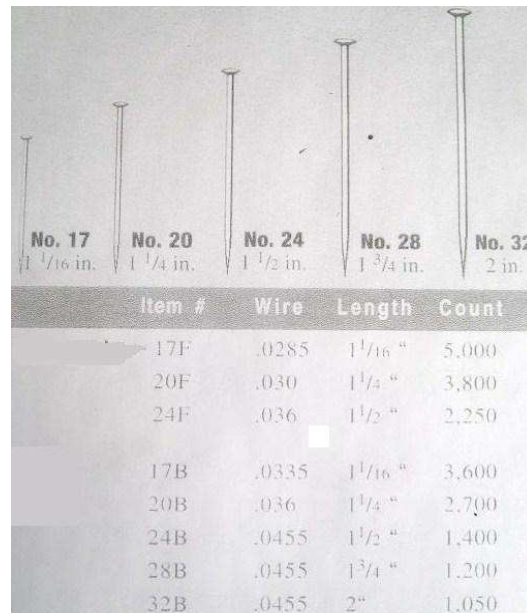 No. 17 No. 20 No. 24 No. 28 No. 32
1 1/16 in. 1 1/4 in. 1 1/2 in. 1 3/4 in. 2 in.
Item # Wire Length Count
17F .0285 1 1/16 “ 5,000
20F .030 1 1/4 “ 3,800
24F .036 1 1/2 “ 2,250
17B .0335 1 1/16 “ 3,600
20B .036 1 1/4 “ 2,700
24B .0455 1 1/2 “ 1,400
28B .0455 1 3/4 “ 1,200
32B .0455 2“ 1,050